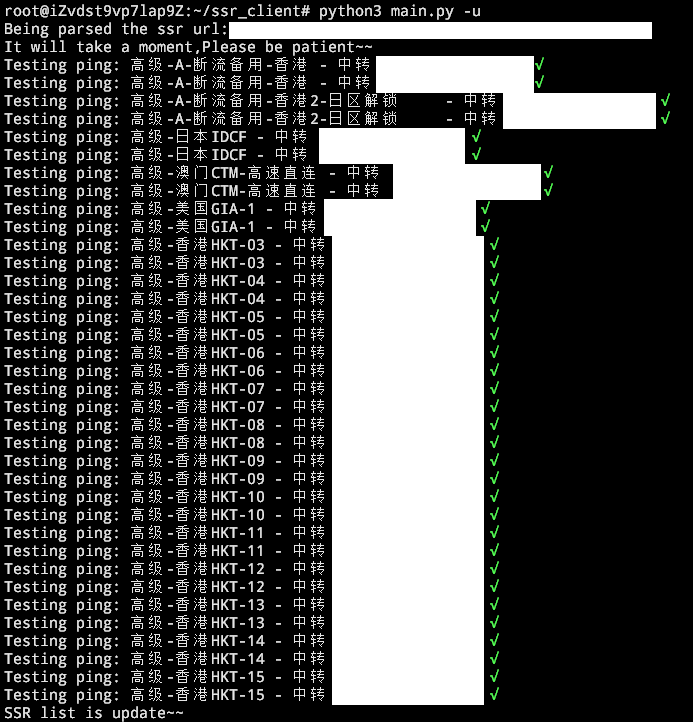 root@iZvdst9vp7lap9Z:~/ssr_client# python3 main.py -u
Being parsed the ssr url:
It will take a moment,Please be patient~~
Testing ping: 高级-A-断流备用-香港 - 中转 √
Testing ping: 高级-A-断流备用-香港 - 中转 √
Testing ping: 高级-A-断流备用-香港2-日区解锁 - 中转 √
Testing ping: 高级-A-断流备用-香港2-日区解锁 - 中转 √
Testing ping: 高级-日本IDCF - 中转 √
Testing ping: 高级-日本IDCF - 中转 √
Testing ping: 高级-澳门CTM-高速直连 - 中转 √
Testing ping: 高级-澳门CTM-高速直连 - 中转 √
Testing ping: 高级-美国GIA-1 - 中转 √
Testing ping: 高级-美国GIA-1 - 中转 √
Testing ping: 高级-香港HKT-03 - 中转 √
Testing ping: 高级-香港HKT-03 - 中转 √
Testing ping: 高级-香港HKT-04 - 中转 √
Testing ping: 高级-香港HKT-04 - 中转 √
Testing ping: 高级-香港HKT-05 - 中转 √
Testing ping: 高级-香港HKT-05 - 中转 √
Testing ping: 高级-香港HKT-06 - 中转 √
Testing ping: 高级-香港HKT-06 - 中转 √
Testing ping: 高级-香港HKT-07 - 中转 √
Testing ping: 高级-香港HKT-07 - 中转 √
Testing ping: 高级-香港HKT-08 - 中转 √
Testing ping: 高级-香港HKT-08 - 中转 √
Testing ping: 高级-香港HKT-09 - 中转 √
Testing ping: 高级-香港HKT-09 - 中转 √
Testing ping: 高级-香港HKT-10 - 中转 √
Testing ping: 高级-香港HKT-10 - 中转 √
Testing ping: 高级-香港HKT-11 - 中转 √
Testing ping: 高级-香港HKT-11 - 中转 √
Testing ping: 高级-香港HKT-12 - 中转 √
Testing ping: 高级-香港HKT-12 - 中转 √
Testing ping: 高级-香港HKT-13 - 中转 √
Testing ping: 高级-香港HKT-13 - 中转 √
Testing ping: 高级-香港HKT-14 - 中转 √
Testing ping: 高级-香港HKT-14 - 中转 √
Testing ping: 高级-香港HKT-15 - 中转 √
Testing ping: 高级-香港HKT-15 - 中转 √
SSR list is update~~